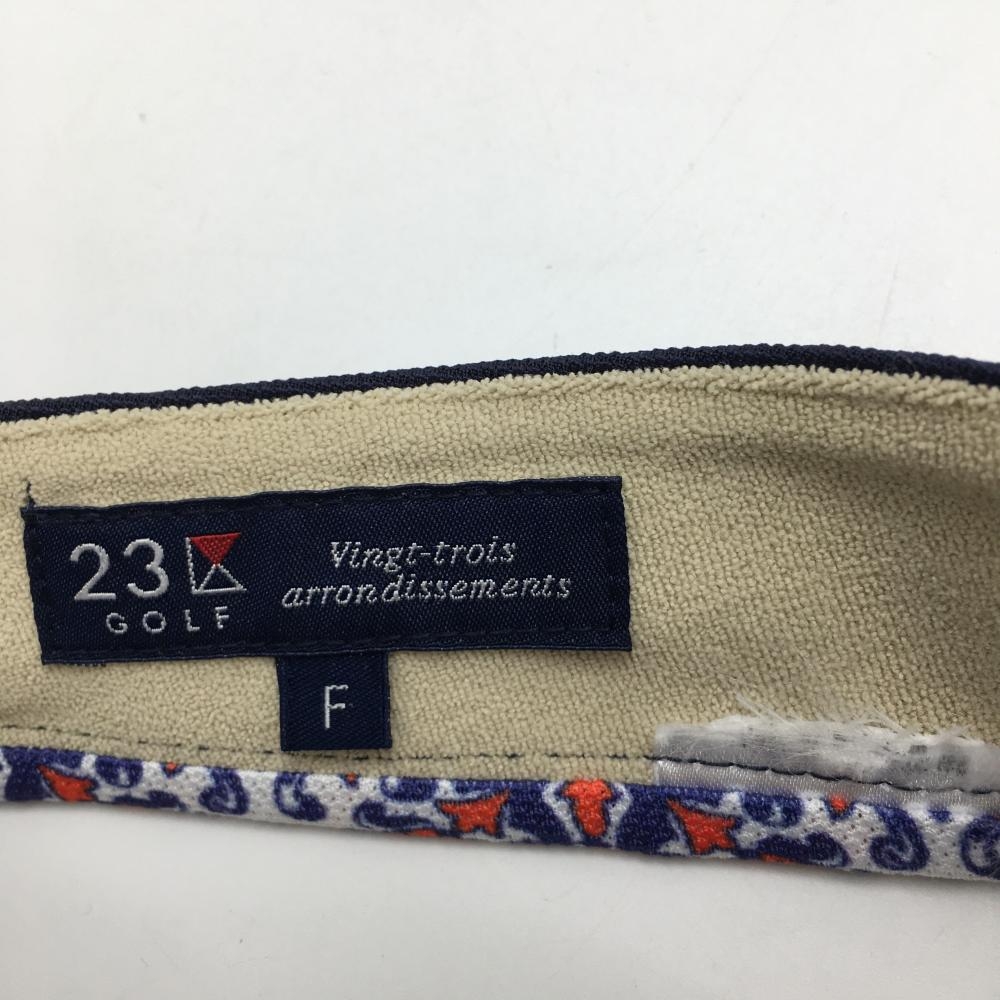 23
GOLF
Vingt-trois
arrondissements
F